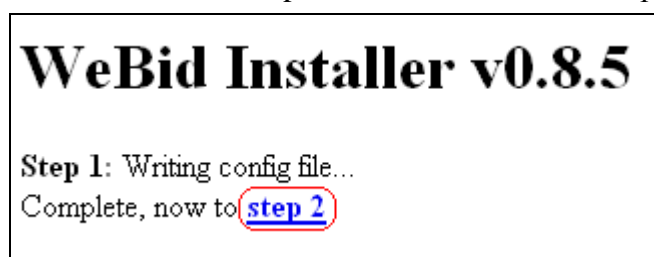 WeBid Installer v0.8.5
Step 1: Writing config file...
Complete, now to step 2